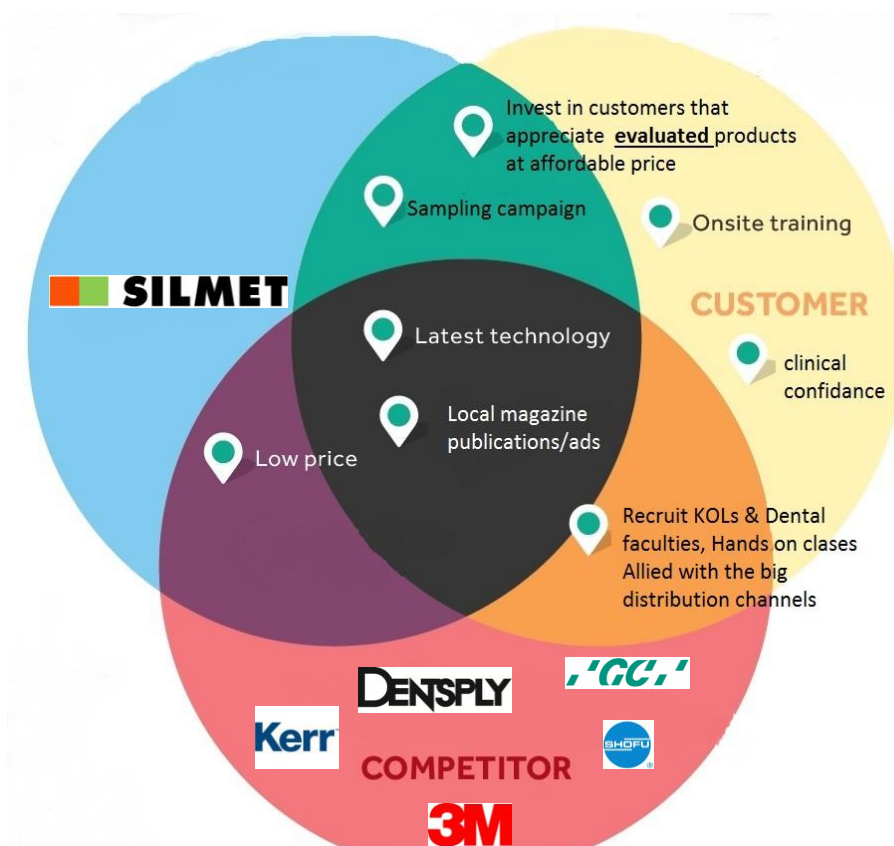 Invest in customers that
appreciate evaluated products
at affordable price
Sampling campaign
Onsite training
SILMET
CUSTOMER
Latest technology
clinical
confidance
Local magazine
publications/ads
Low price
Recruit KOLs & Dental
faculties, Hands on clases
Allied with the big
distribution channels
DENTSPLY
'GC,'
Kerr
SHOFU
COMPETITOR
3M